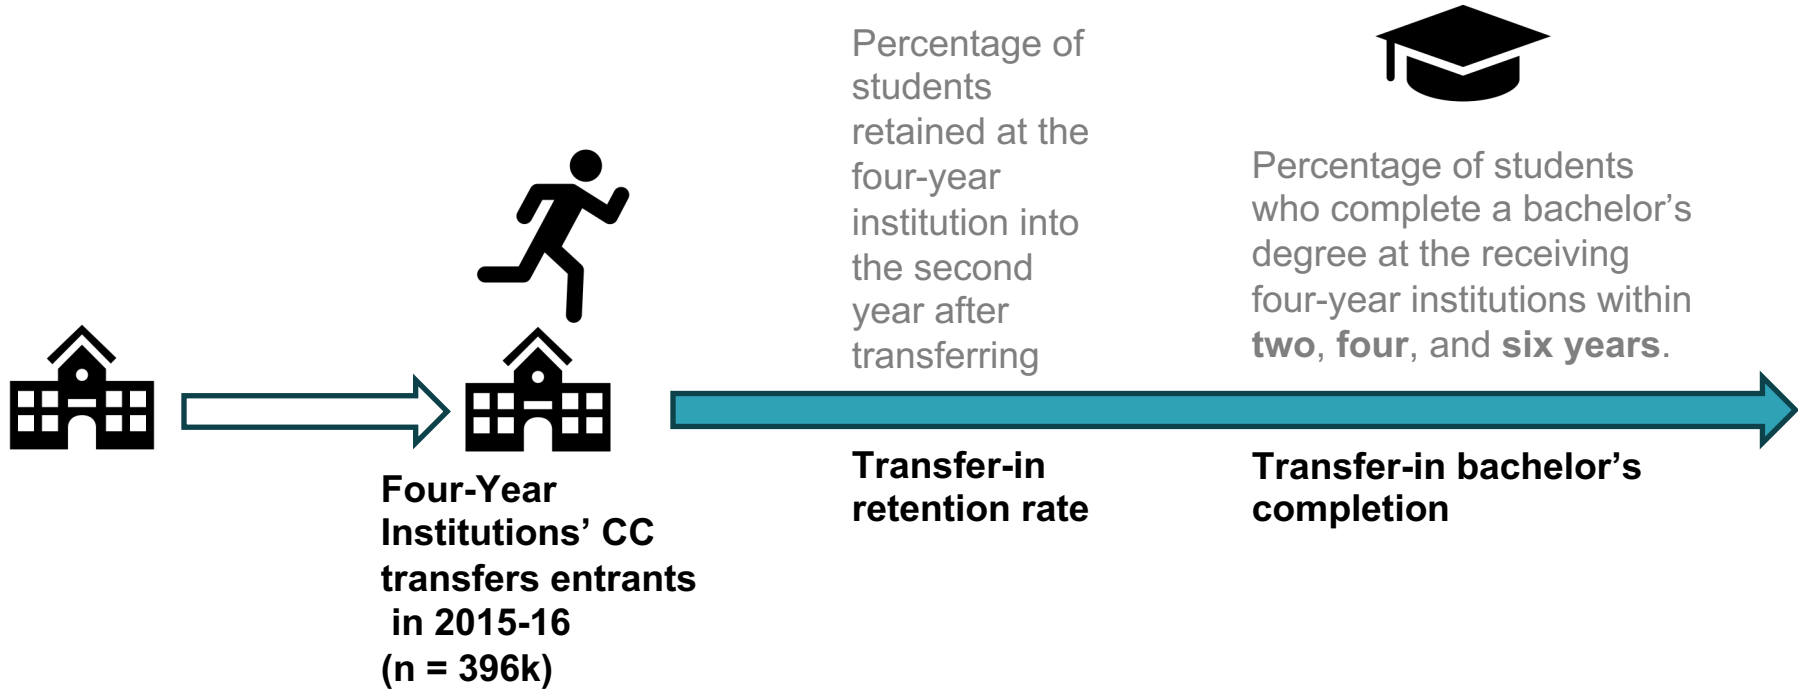 Percentage of
students
retained at the
four-year
institution into
the second
year after
transferring
Percentage of students
who complete a bachelor’s
degree at the receiving
four-year institutions within
two, four, and six years.
Four-Year
Institutions’ CC
transfers entrants
in 2015-16
(n = 396k)
Transfer-in
retention rate
Transfer-in bachelor’s
completion